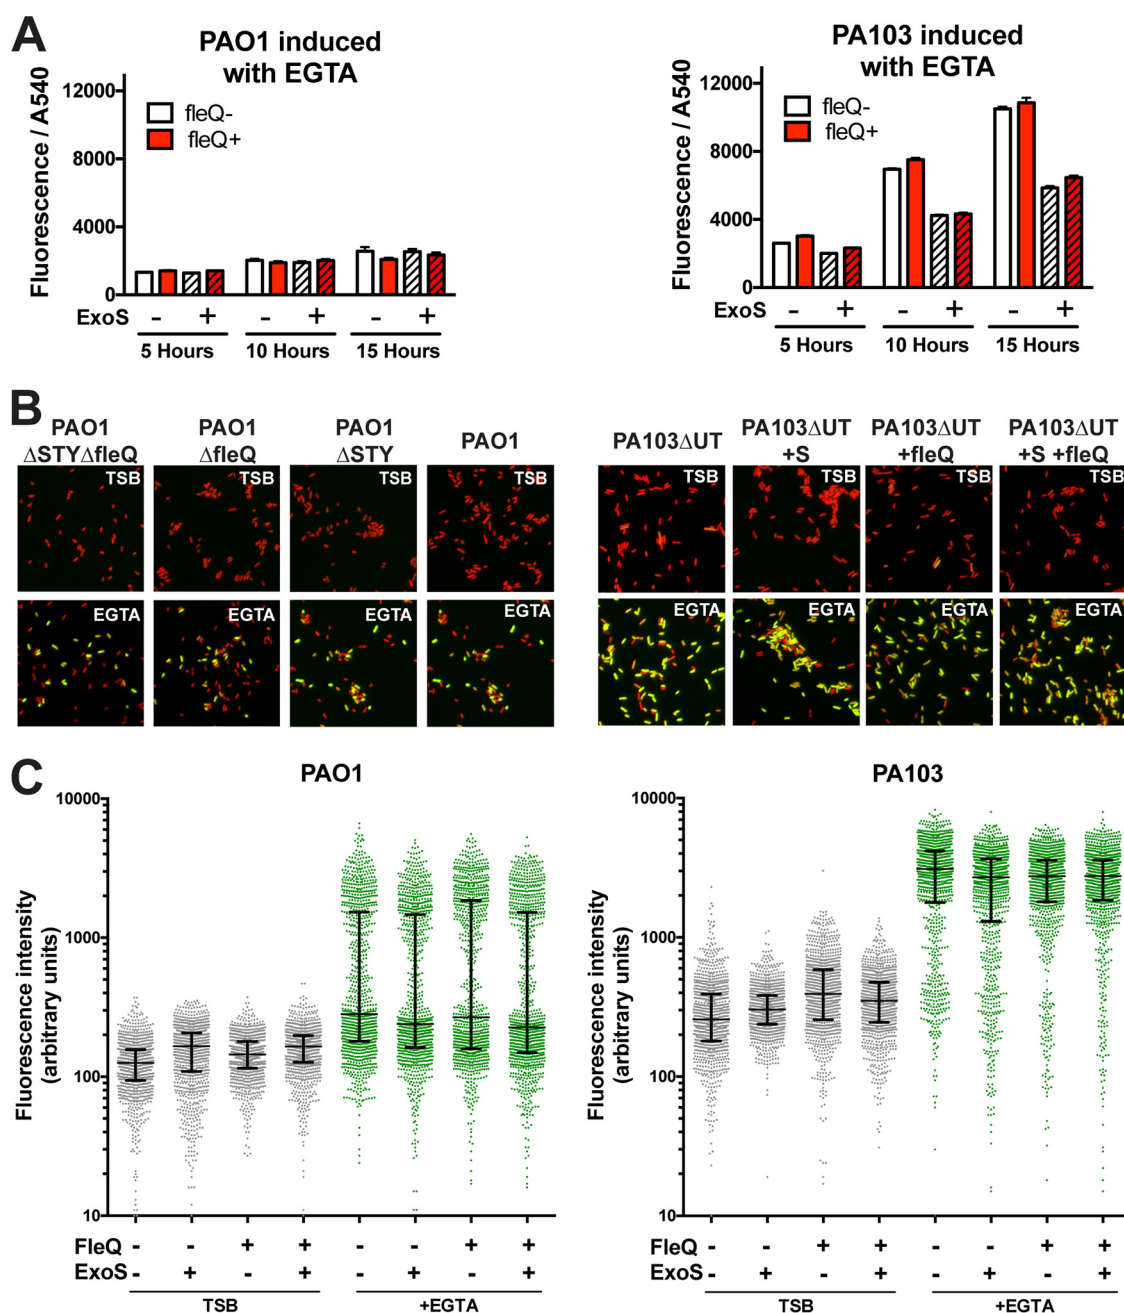 A
PAO1 induced
with EGTA
Fluorescence / A540
12000
8000
4000
0
fleQ-
fleQ+
ExoS - + - + - +
5 Hours 10 Hours 15 Hours
PA103 induced
with EGTA
Fluorescence / A540
12000
8000
4000
0
fleQ-
fleQ+
ExoS - + - + - +
5 Hours 10 Hours 15 Hours
B
PAO1
ΔSTYΔfleQ
PAO1
ΔfleQ
PAO1
ΔSTY
PAO1
PA103ΔUT
PA103ΔUT
+S
PA103ΔUT
+fleQ
PA103ΔUT
+S +fleQ
TSB TSB TSB TSB TSB TSB TSB TSB
EGTA EGTA EGTA EGTA EGTA EGTA EGTA EGTA
C
PAO1
Fluorescence intensity
(arbitrary units)
10000
1000
100
10
FleQ - - + + - - + +
ExoS - + - + - + - +
TSB +EGTA
PA103
Fluorescence intensity
(arbitrary units)
10000
1000
100
10
FleQ - - + + - - + +
ExoS - + - + - + - +
TSB +EGTA